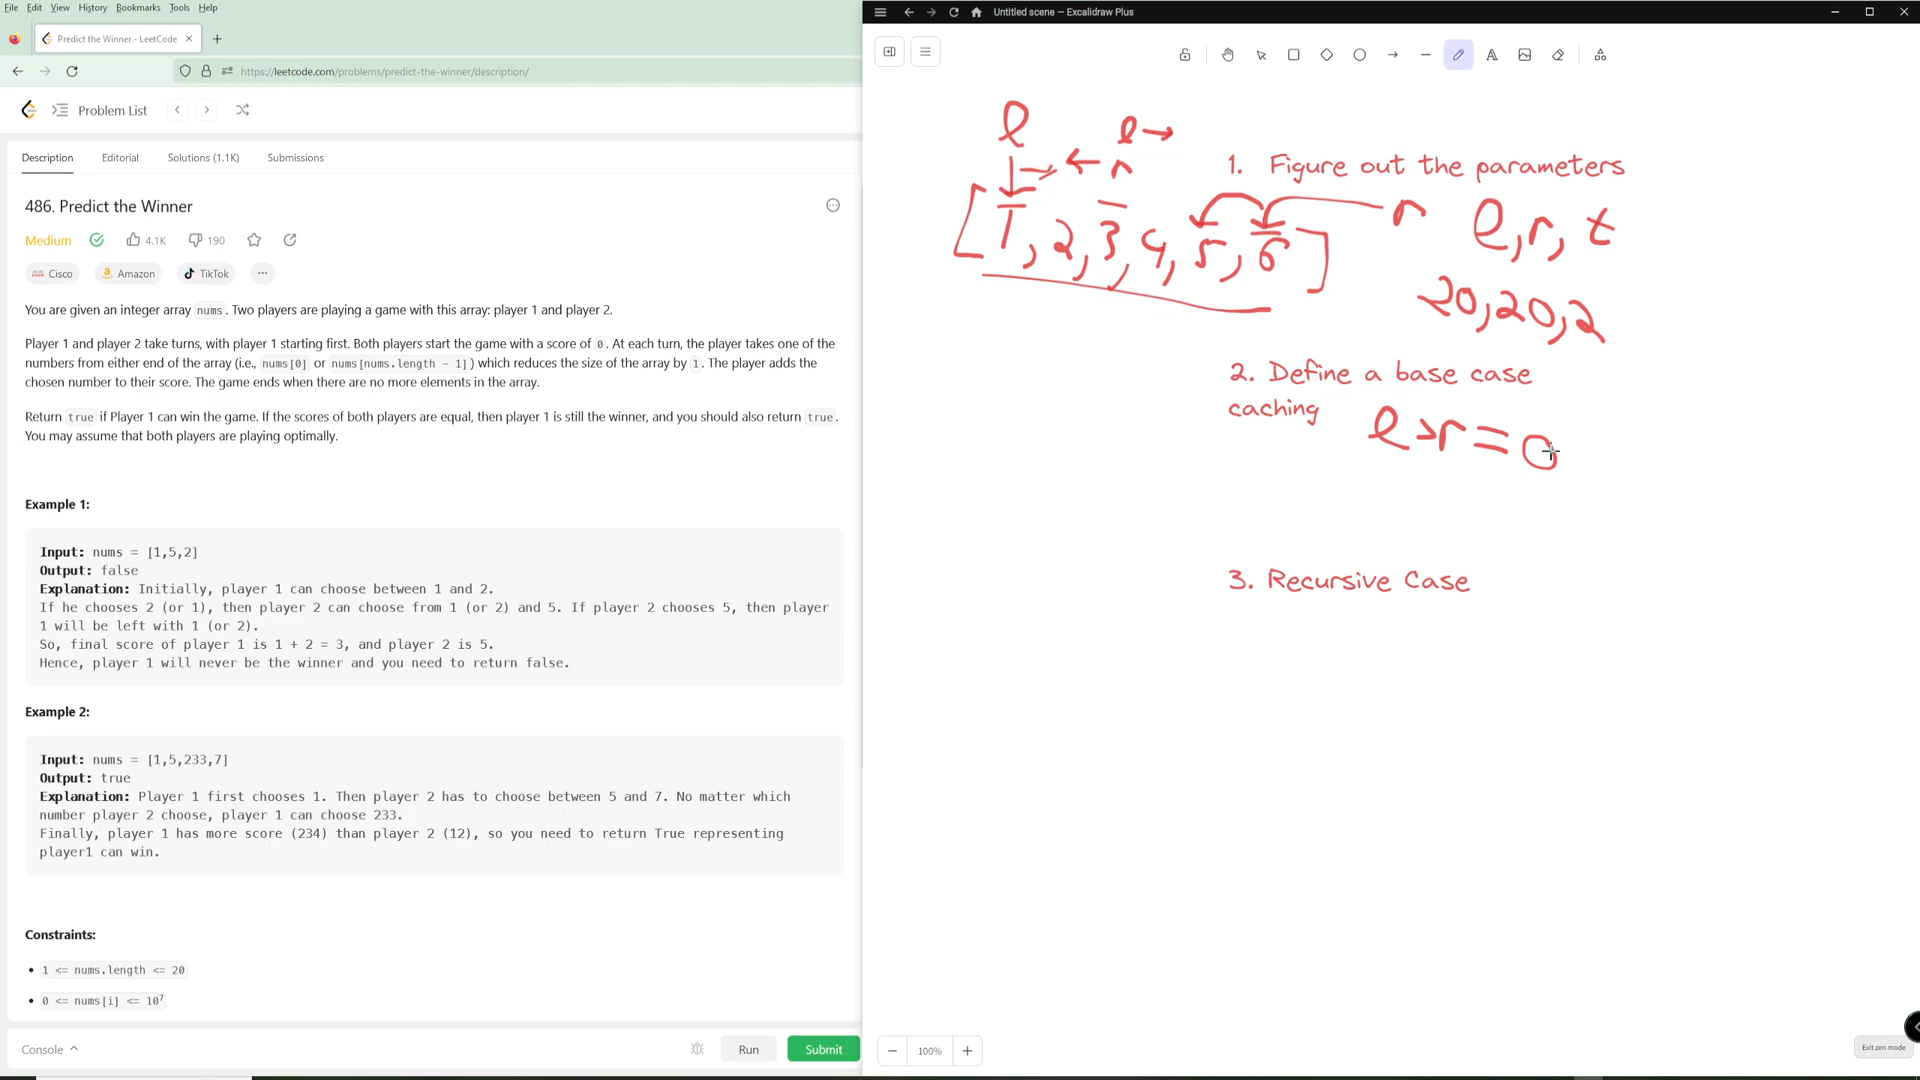 File Edit View History Bookmarks Tools Help
Predict the Winner - LeetCode
https://leetcode.com/problems/predict-the-winner/description/
Problem List
Description Editorial Solutions (1.1K) Submissions
486. Predict the Winner
Medium 4.1K 190
Cisco Amazon TikTok ...
You are given an integer array nums. Two players are playing a game with this array: player 1 and player 2.
Player 1 and player 2 take turns, with player 1 starting first. Both players start the game with a score of 0. At each turn, the player takes one of the
numbers from either end of the array (i.e., nums[0] or nums[nums.length - 1]) which reduces the size of the array by 1. The player adds the
chosen number to their score. The game ends when there are no more elements in the array.
Return true if Player 1 can win the game. If the scores of both players are equal, then player 1 is still the winner, and you should also return true.
You may assume that both players are playing optimally.
Example 1:
Input: nums = [1,5,2]
Output: false
Explanation: Initially, player 1 can choose between 1 and 2.
If he chooses 2 (or 1), then player 2 can choose from 1 (or 2) and 5. If player 2 chooses 5, then player
1 will be left with 1 (or 2).
So, final score of player 1 is 1 + 2 = 3, and player 2 is 5.
Hence, player 1 will never be the winner and you need to return false.
Example 2:
Input: nums = [1,5,233,7]
Output: true
Explanation: Player 1 first chooses 1. Then player 2 has to choose between 5 and 7. No matter which
number player 2 choose, player 1 can choose 233.
Finally, player 1 has more score (234) than player 2 (12), so you need to return True representing
player1 can win.
Constraints:
• 1 <= nums.length <= 20
• 0 <= nums[i] <= 10⁷
Console Run Submit
Untitled scene — Excalidraw Plus
l l →
← r
[1, 2, 3, 4, 5, 6] r
1. Figure out the parameters
l, r, t
20, 20, 2
2. Define a base case
caching
l > r = 0
3. Recursive Case
100%
Exit zen mode